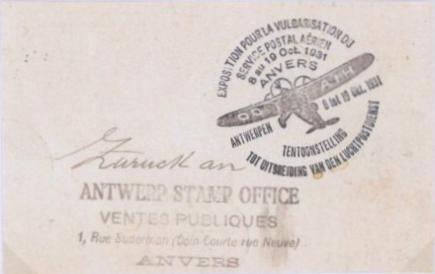 EXPOSITION POUR LA VULGARISATION DU
SERVICE POSTAL AÉRIEN
8 au 19 Oct. 1931
ANVERS
8 tot 19 Okt. 1931
ANTWERPEN
TENTOONSTELLING
TOT UITBREIDING VAN DEN LUCHTPOSTDIENST
Zurück an
ANTWERP STAMP OFFICE
VENTES PUBLIQUES
1, Rue (Coin Courte rue Neuve)
ANVERS